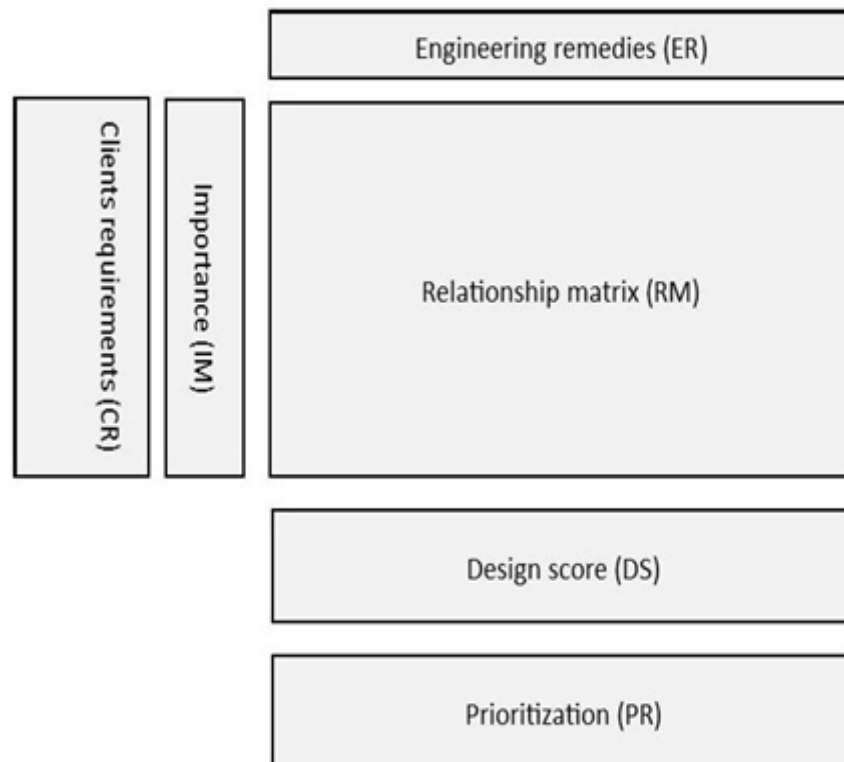 Engineering remedies (ER)
Clients requirements (CR)
Importance (IM)
Relationship matrix (RM)
Design score (DS)
Prioritization (PR)